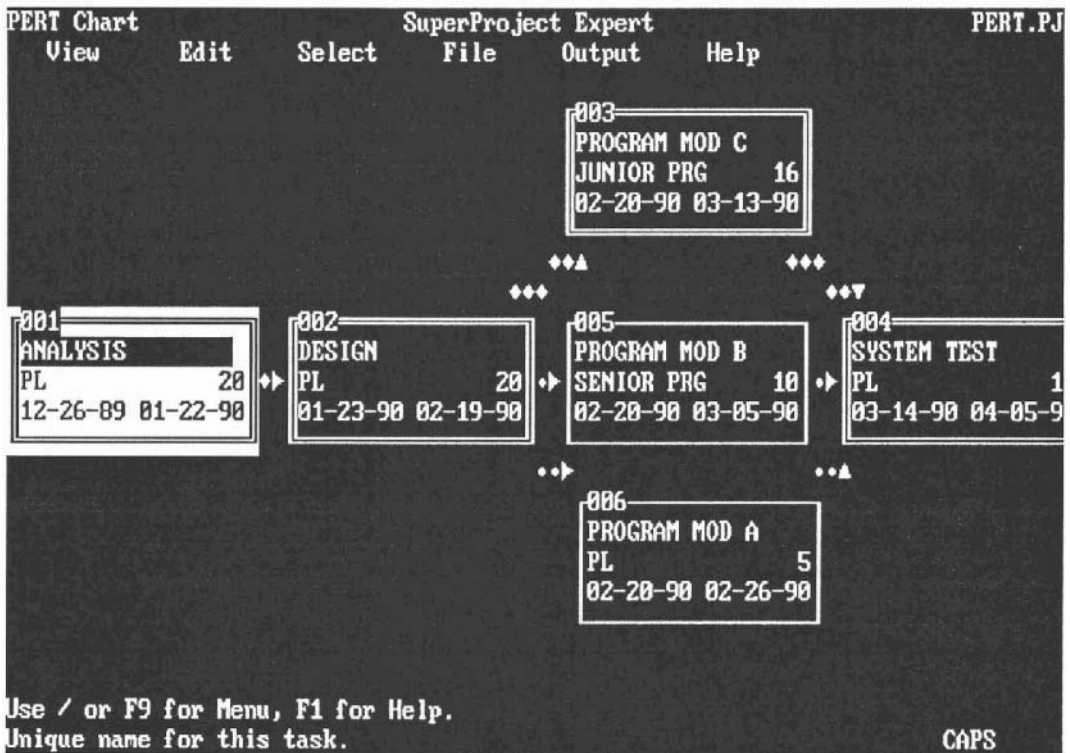 PERT Chart SuperProject Expert PERT.PJ
View Edit Select File Output Help
003
PROGRAM MOD C
JUNIOR PRG 16
02-20-90 03-13-90
001
ANALYSIS
PL 20
12-26-89 01-22-90
002
DESIGN
PL 20
01-23-90 02-19-90
005
PROGRAM MOD B
SENIOR PRG 10
02-20-90 03-05-90
004
SYSTEM TEST
PL 1
03-14-90 04-05-9
006
PROGRAM MOD A
PL 5
02-20-90 02-26-90
Use / or F9 for Menu, F1 for Help.
Unique name for this task. CAPS